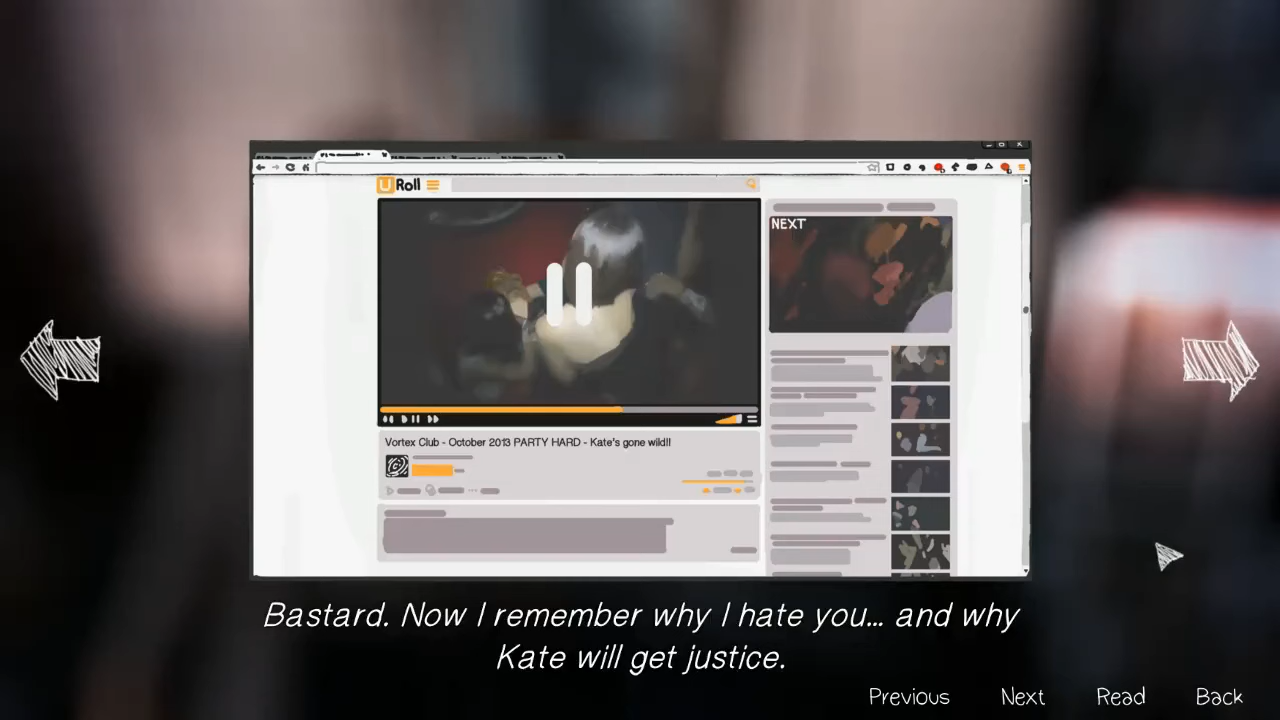 URoll
NEXT
Vortex Club - October 2013 PARTY HARD - Kate's gone wild!!
Bastard. Now I remember why I hate you... and why
Kate will get justice.
Previous Next Read Back